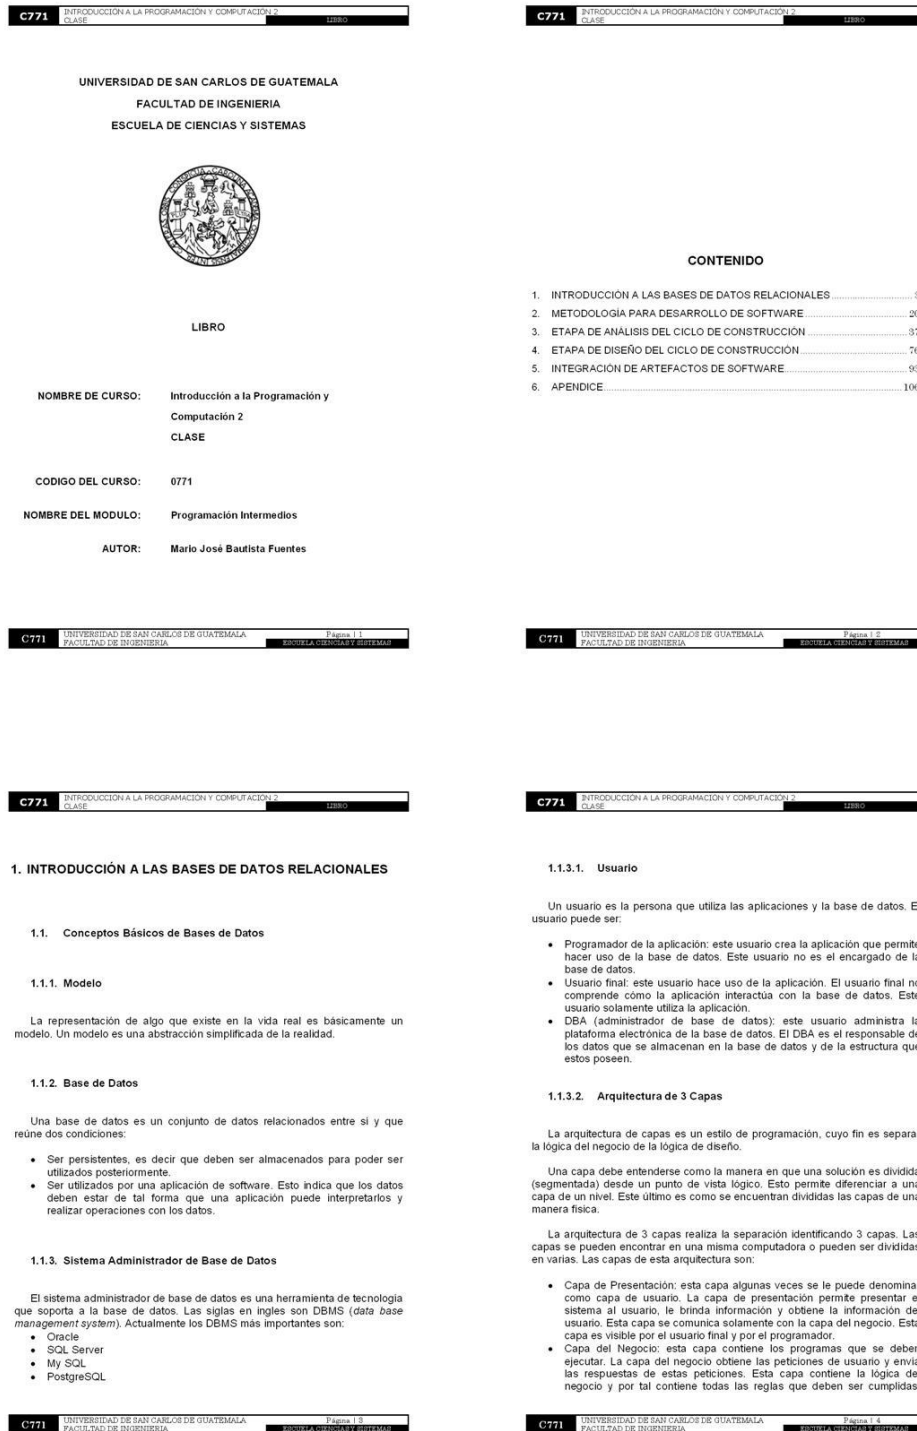 C771 INTRODUCCIÓN A LA PROGRAMACIÓN Y COMPUTACIÓN 2
CLASE LIBRO
UNIVERSIDAD DE SAN CARLOS DE GUATEMALA
FACULTAD DE INGENIERIA
ESCUELA DE CIENCIAS Y SISTEMAS
LIBRO
NOMBRE DE CURSO: Introducción a la Programación y
Computación 2
CLASE
CODIGO DEL CURSO: 0771
NOMBRE DEL MODULO: Programación Intermedios
AUTOR: Mario José Bautista Fuentes
C771 UNIVERSIDAD DE SAN CARLOS DE GUATEMALA Página | 1
FACULTAD DE INGENIERIA ESCUELA CIENCIAS Y SISTEMAS
C771 INTRODUCCIÓN A LA PROGRAMACIÓN Y COMPUTACIÓN 2
CLASE LIBRO
CONTENIDO
1. INTRODUCCIÓN A LAS BASES DE DATOS RELACIONALES
2. METODOLOGÍA PARA DESARROLLO DE SOFTWARE
3. ETAPA DE ANÁLISIS DEL CICLO DE CONSTRUCCIÓN
4. ETAPA DE DISEÑO DEL CICLO DE CONSTRUCCIÓN
5. INTEGRACIÓN DE ARTEFACTOS DE SOFTWARE
6. APENDICE
C771 UNIVERSIDAD DE SAN CARLOS DE GUATEMALA Página | 2
FACULTAD DE INGENIERIA ESCUELA CIENCIAS Y SISTEMAS
C771 INTRODUCCIÓN A LA PROGRAMACIÓN Y COMPUTACIÓN 2
CLASE LIBRO
1. INTRODUCCIÓN A LAS BASES DE DATOS RELACIONALES
1.1. Conceptos Básicos de Bases de Datos
1.1.1. Modelo
La representación de algo que existe en la vida real es básicamente un
modelo. Un modelo es una abstracción simplificada de la realidad.
1.1.2. Base de Datos
Una base de datos es un conjunto de datos relacionados entre si y que
reúne dos condiciones:
• Ser persistentes, es decir que deben ser almacenados para poder ser
utilizados posteriormente.
• Ser utilizados por una aplicación de software. Esto indica que los datos
deben estar de tal forma que una aplicación puede interpretarlos y
realizar operaciones con los datos.
1.1.3. Sistema Administrador de Base de Datos
El sistema administrador de base de datos es una herramienta de tecnología
que soporta a la base de datos. Las siglas en ingles son DBMS (data base
management system). Actualmente los DBMS más importantes son:
• Oracle
• SQL Server
• My SQL
• PostgreSQL
C771 UNIVERSIDAD DE SAN CARLOS DE GUATEMALA Página | 3
FACULTAD DE INGENIERIA ESCUELA CIENCIAS Y SISTEMAS
C771 INTRODUCCIÓN A LA PROGRAMACIÓN Y COMPUTACIÓN 2
CLASE LIBRO
1.1.3.1. Usuario
Un usuario es la persona que utiliza las aplicaciones y la base de datos. E
usuario puede ser:
• Programador de la aplicación: este usuario crea la aplicación que permite
hacer uso de la base de datos. Este usuario no es el encargado de la
base de datos.
• Usuario final: este usuario hace uso de la aplicación. El usuario final no
comprende cómo la aplicación interactúa con la base de datos. Este
usuario solamente utiliza la aplicación.
• DBA (administrador de base de datos): este usuario administra la
plataforma electrónica de la base de datos. El DBA es el responsable de
los datos que se almacenan en la base de datos y de la estructura que
estos poseen.
1.1.3.2. Arquitectura de 3 Capas
La arquitectura de capas es un estilo de programación, cuyo fin es separa
la lógica del negocio de la lógica de diseño.
Una capa debe entenderse como la manera en que una solución es dividida
(segmentada) desde un punto de vista lógico. Esto permite diferenciar a una
capa de un nivel. Este último es como se encuentran divididas las capas de una
manera física.
La arquitectura de 3 capas realiza la separación identificando 3 capas. Las
capas se pueden encontrar en una misma computadora o pueden ser divididas
en varias. Las capas de esta arquitectura son:
• Capa de Presentación: esta capa algunas veces se le puede denomina
como capa de usuario. La capa de presentación permite presentar e
sistema al usuario, le brinda información y obtiene la información de
usuario. Esta capa se comunica solamente con la capa del negocio. Esta
capa es visible por el usuario final y por el programador.
• Capa del Negocio: esta capa contiene los programas que se deben
ejecutar. La capa del negocio obtiene las peticiones de usuario y envía
las respuestas de estas peticiones. Esta capa contiene la lógica de
negocio y por tal contiene todas las reglas que deben ser cumplidas
C771 UNIVERSIDAD DE SAN CARLOS DE GUATEMALA Página | 4
FACULTAD DE INGENIERIA ESCUELA CIENCIAS Y SISTEMAS